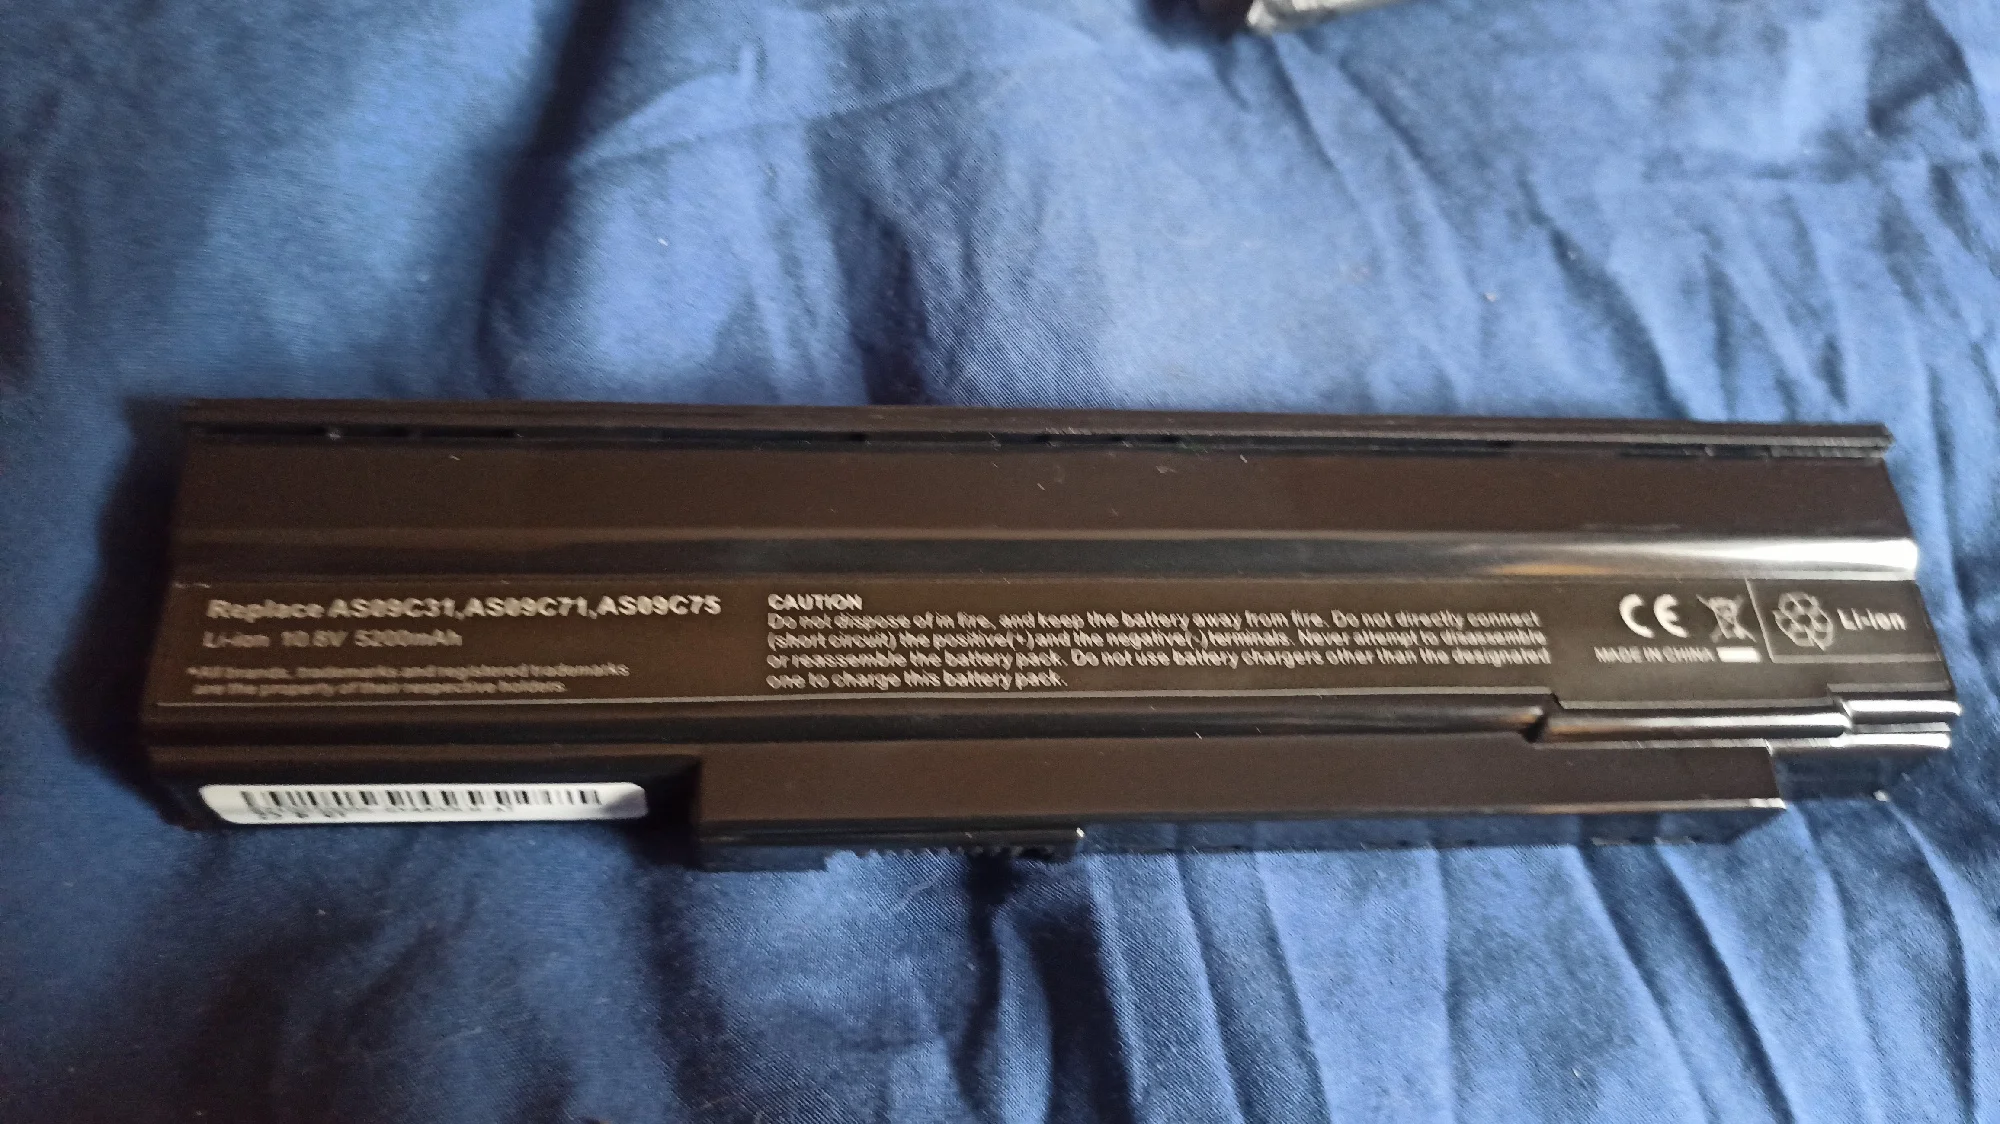 Replace AS09C31,AS09C71,AS09C75
Li-ion 10.8V 5200mAh
*All brands, trademarks and registered trademarks
are the property of their respective holders.
CAUTION
Do not dispose of in fire, and keep the battery away from fire. Do not directly connect
(short circuit) the positive(+) and the negative(-) terminals. Never attempt to disassemble
or reassemble the battery pack. Do not use battery chargers other than the designated
one to charge this battery pack.
CE
MADE IN CHINA
Li-ion